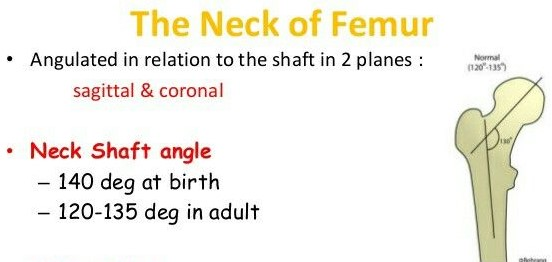 The Neck of Femur
• Angulated in relation to the shaft in 2 planes :
sagittal & coronal
• Neck Shaft angle
– 140 deg at birth
– 120-135 deg in adult
Normal
(120°-135°)
130°